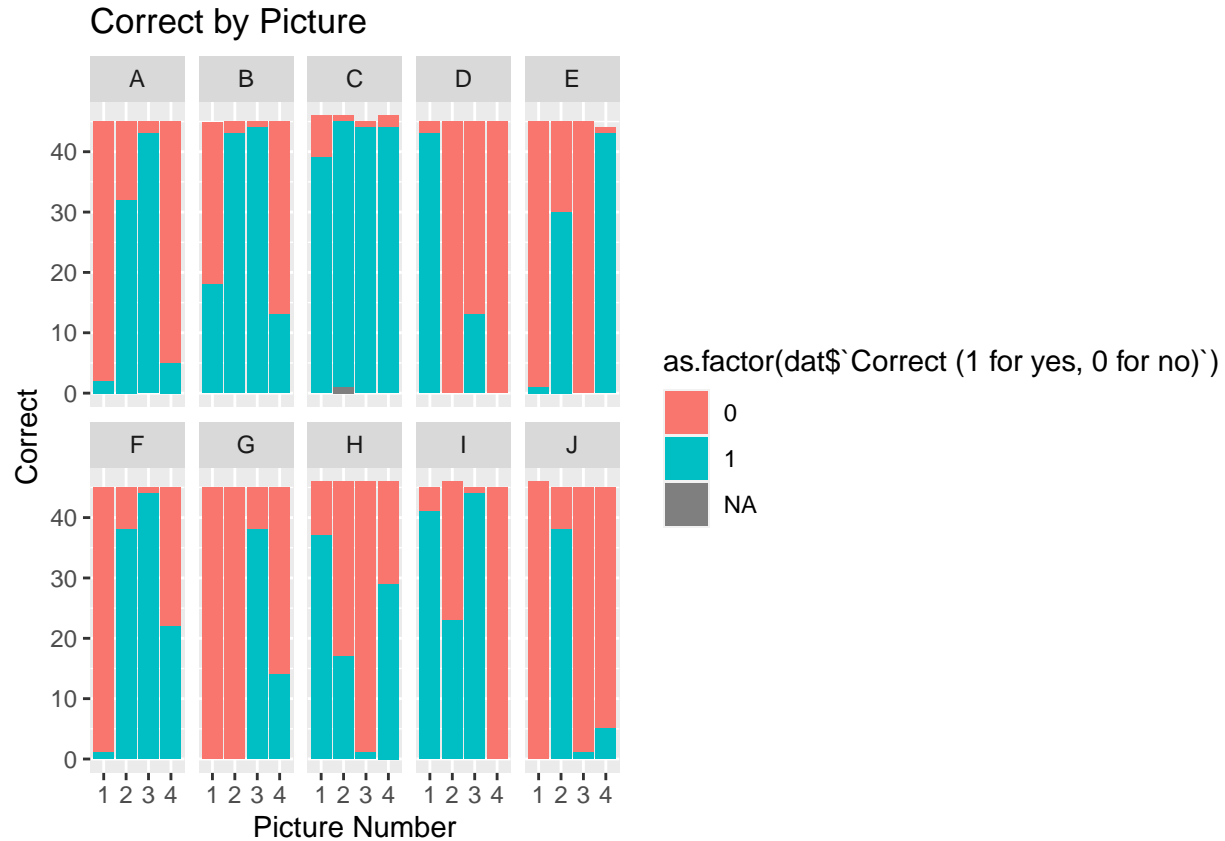 Correct by Picture
A B C D E
40
30
20
10
0
F G H I J
40
30
20
10
0
1 2 3 4 1 2 3 4 1 2 3 4 1 2 3 4 1 2 3 4
Picture Number
Correct
as.factor(dat$`Correct (1 for yes, 0 for no)`)
0
1
NA